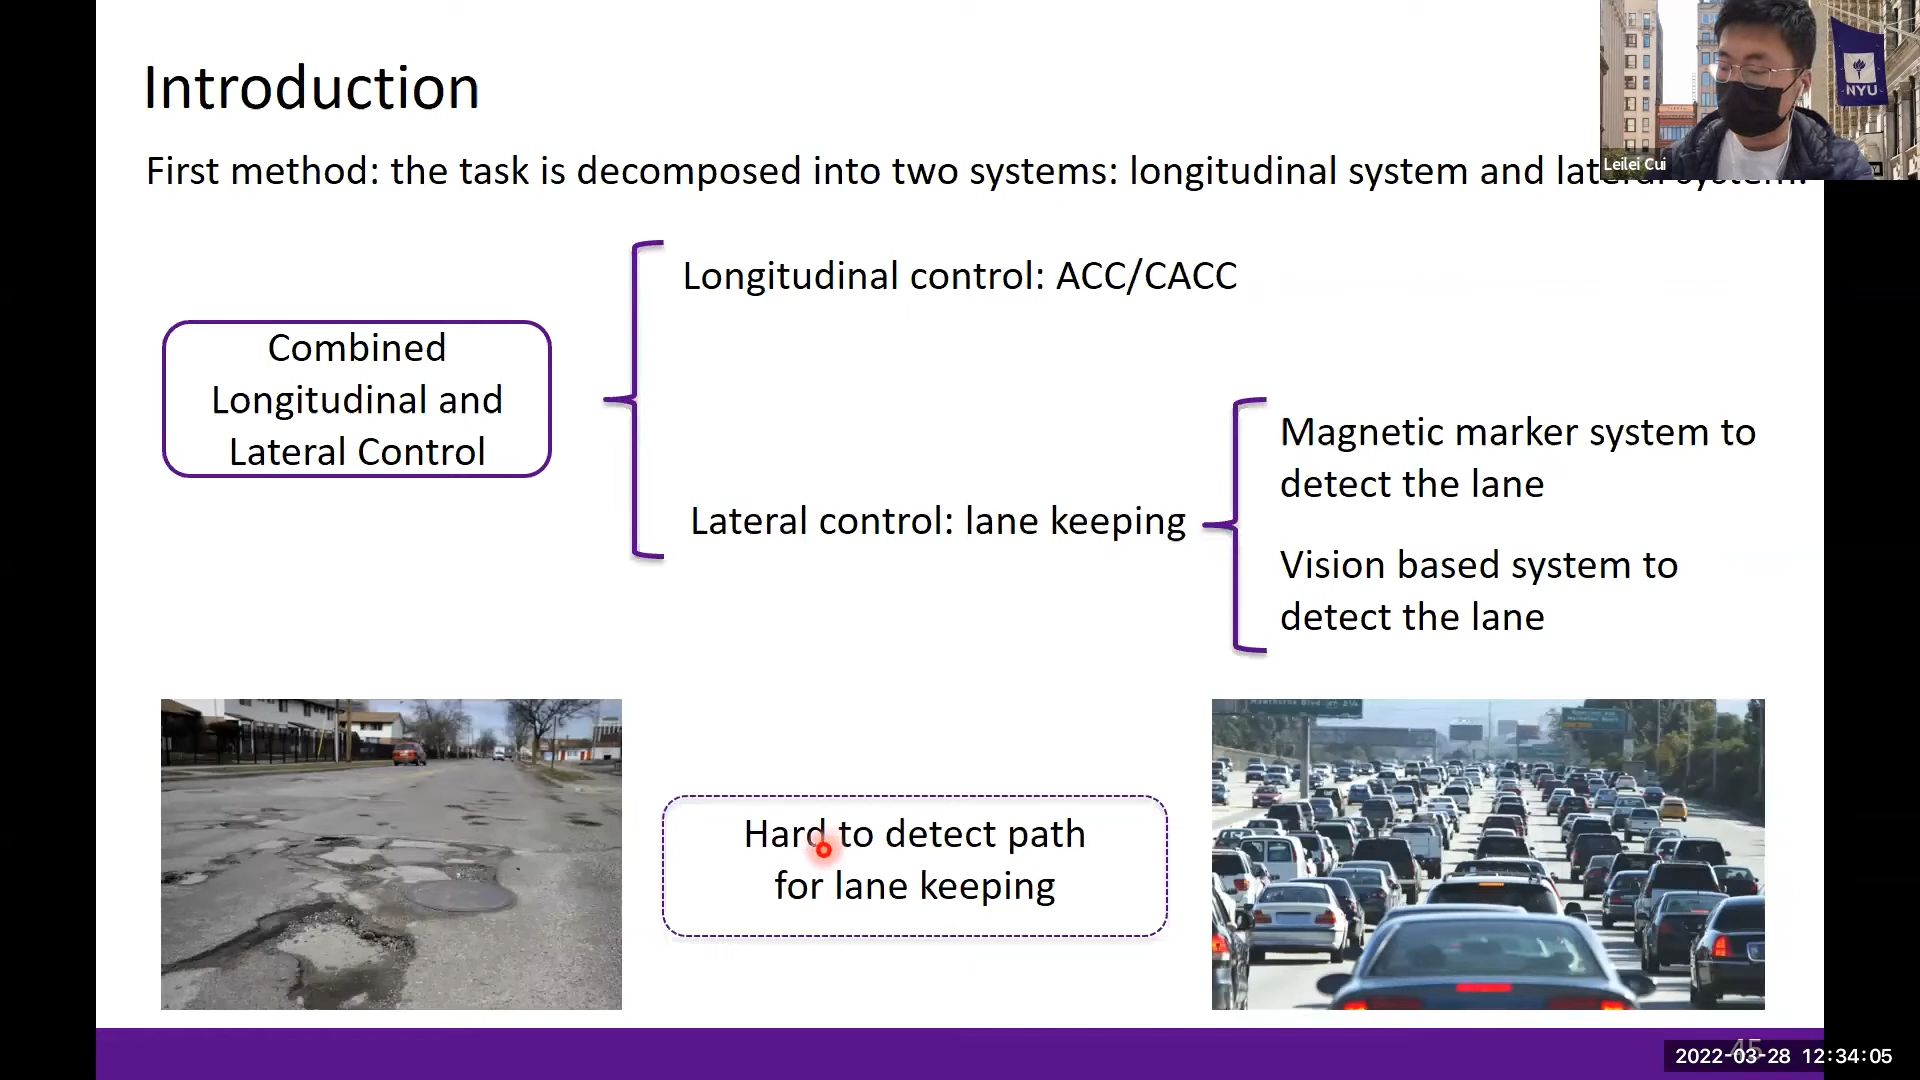 Introduction
First method: the task is decomposed into two systems: longitudinal system and lateral system.
Longitudinal control: ACC/CACC
Combined
Longitudinal and
Lateral Control
Lateral control: lane keeping
Magnetic marker system to
detect the lane
Vision based system to
detect the lane
Hard to detect path
for lane keeping
NYU
Leilei Cui
45
2022-03-28 12:34:05